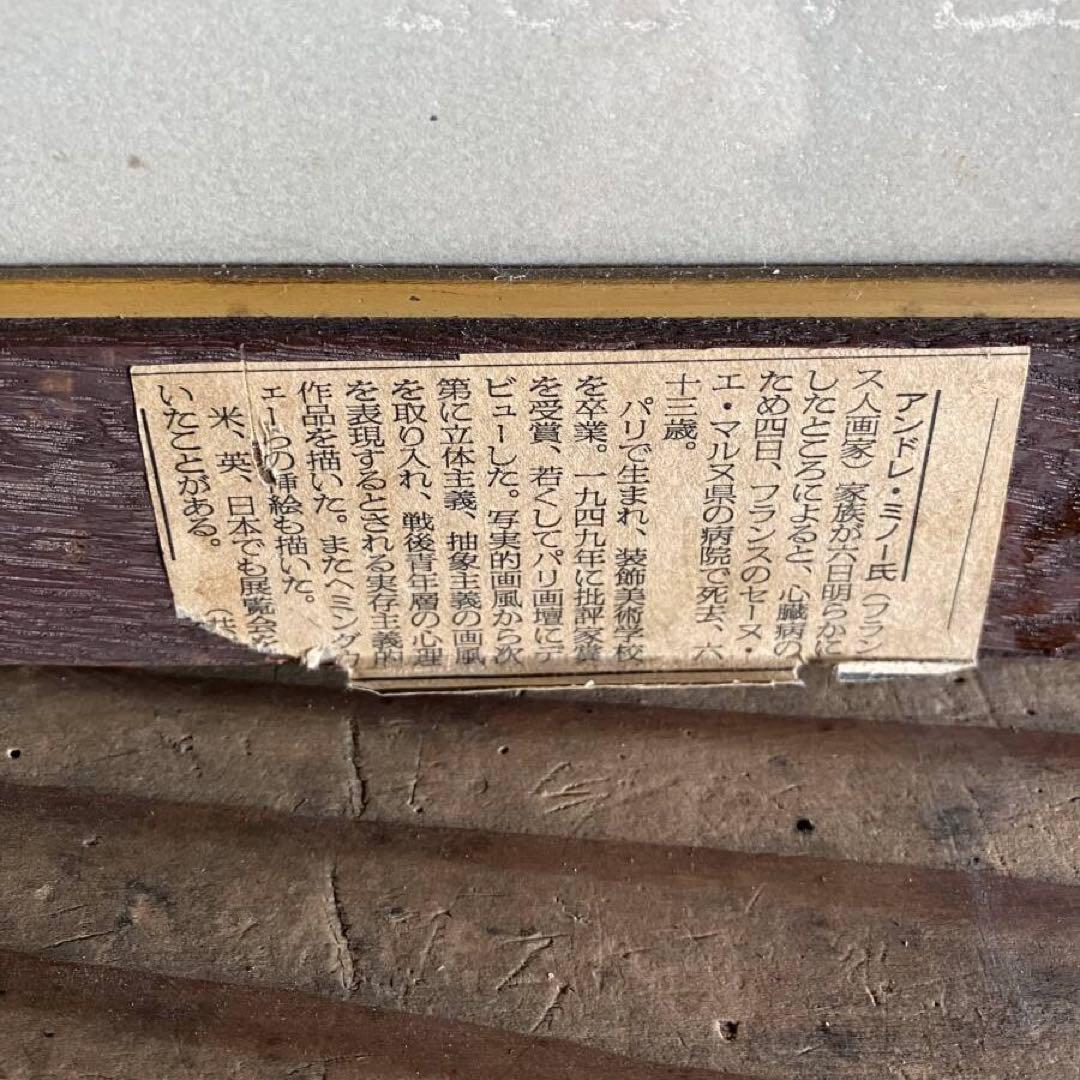 アンドレ・ミノー氏（フラン
ス人画家）家族が六日明らかに
したところによると、心臓病の
ため四日、フランスのセーヌ・
エ・マルヌ県の病院で死去、六
十三歳。
パリで生まれ、装飾美術学校
を卒業。一九四九年に批評家賞
を受賞、若くしてパリ画壇にデ
ビューした。写実的画風から次
第に立体主義、抽象主義の画風
を取り入れ、戦後青年層の心理
を表現するとされる実存主義的
作品を描いた。またヘミングウ
ェーらの挿絵も描いた。
米、英、日本でも展覧会を
いたことがある。